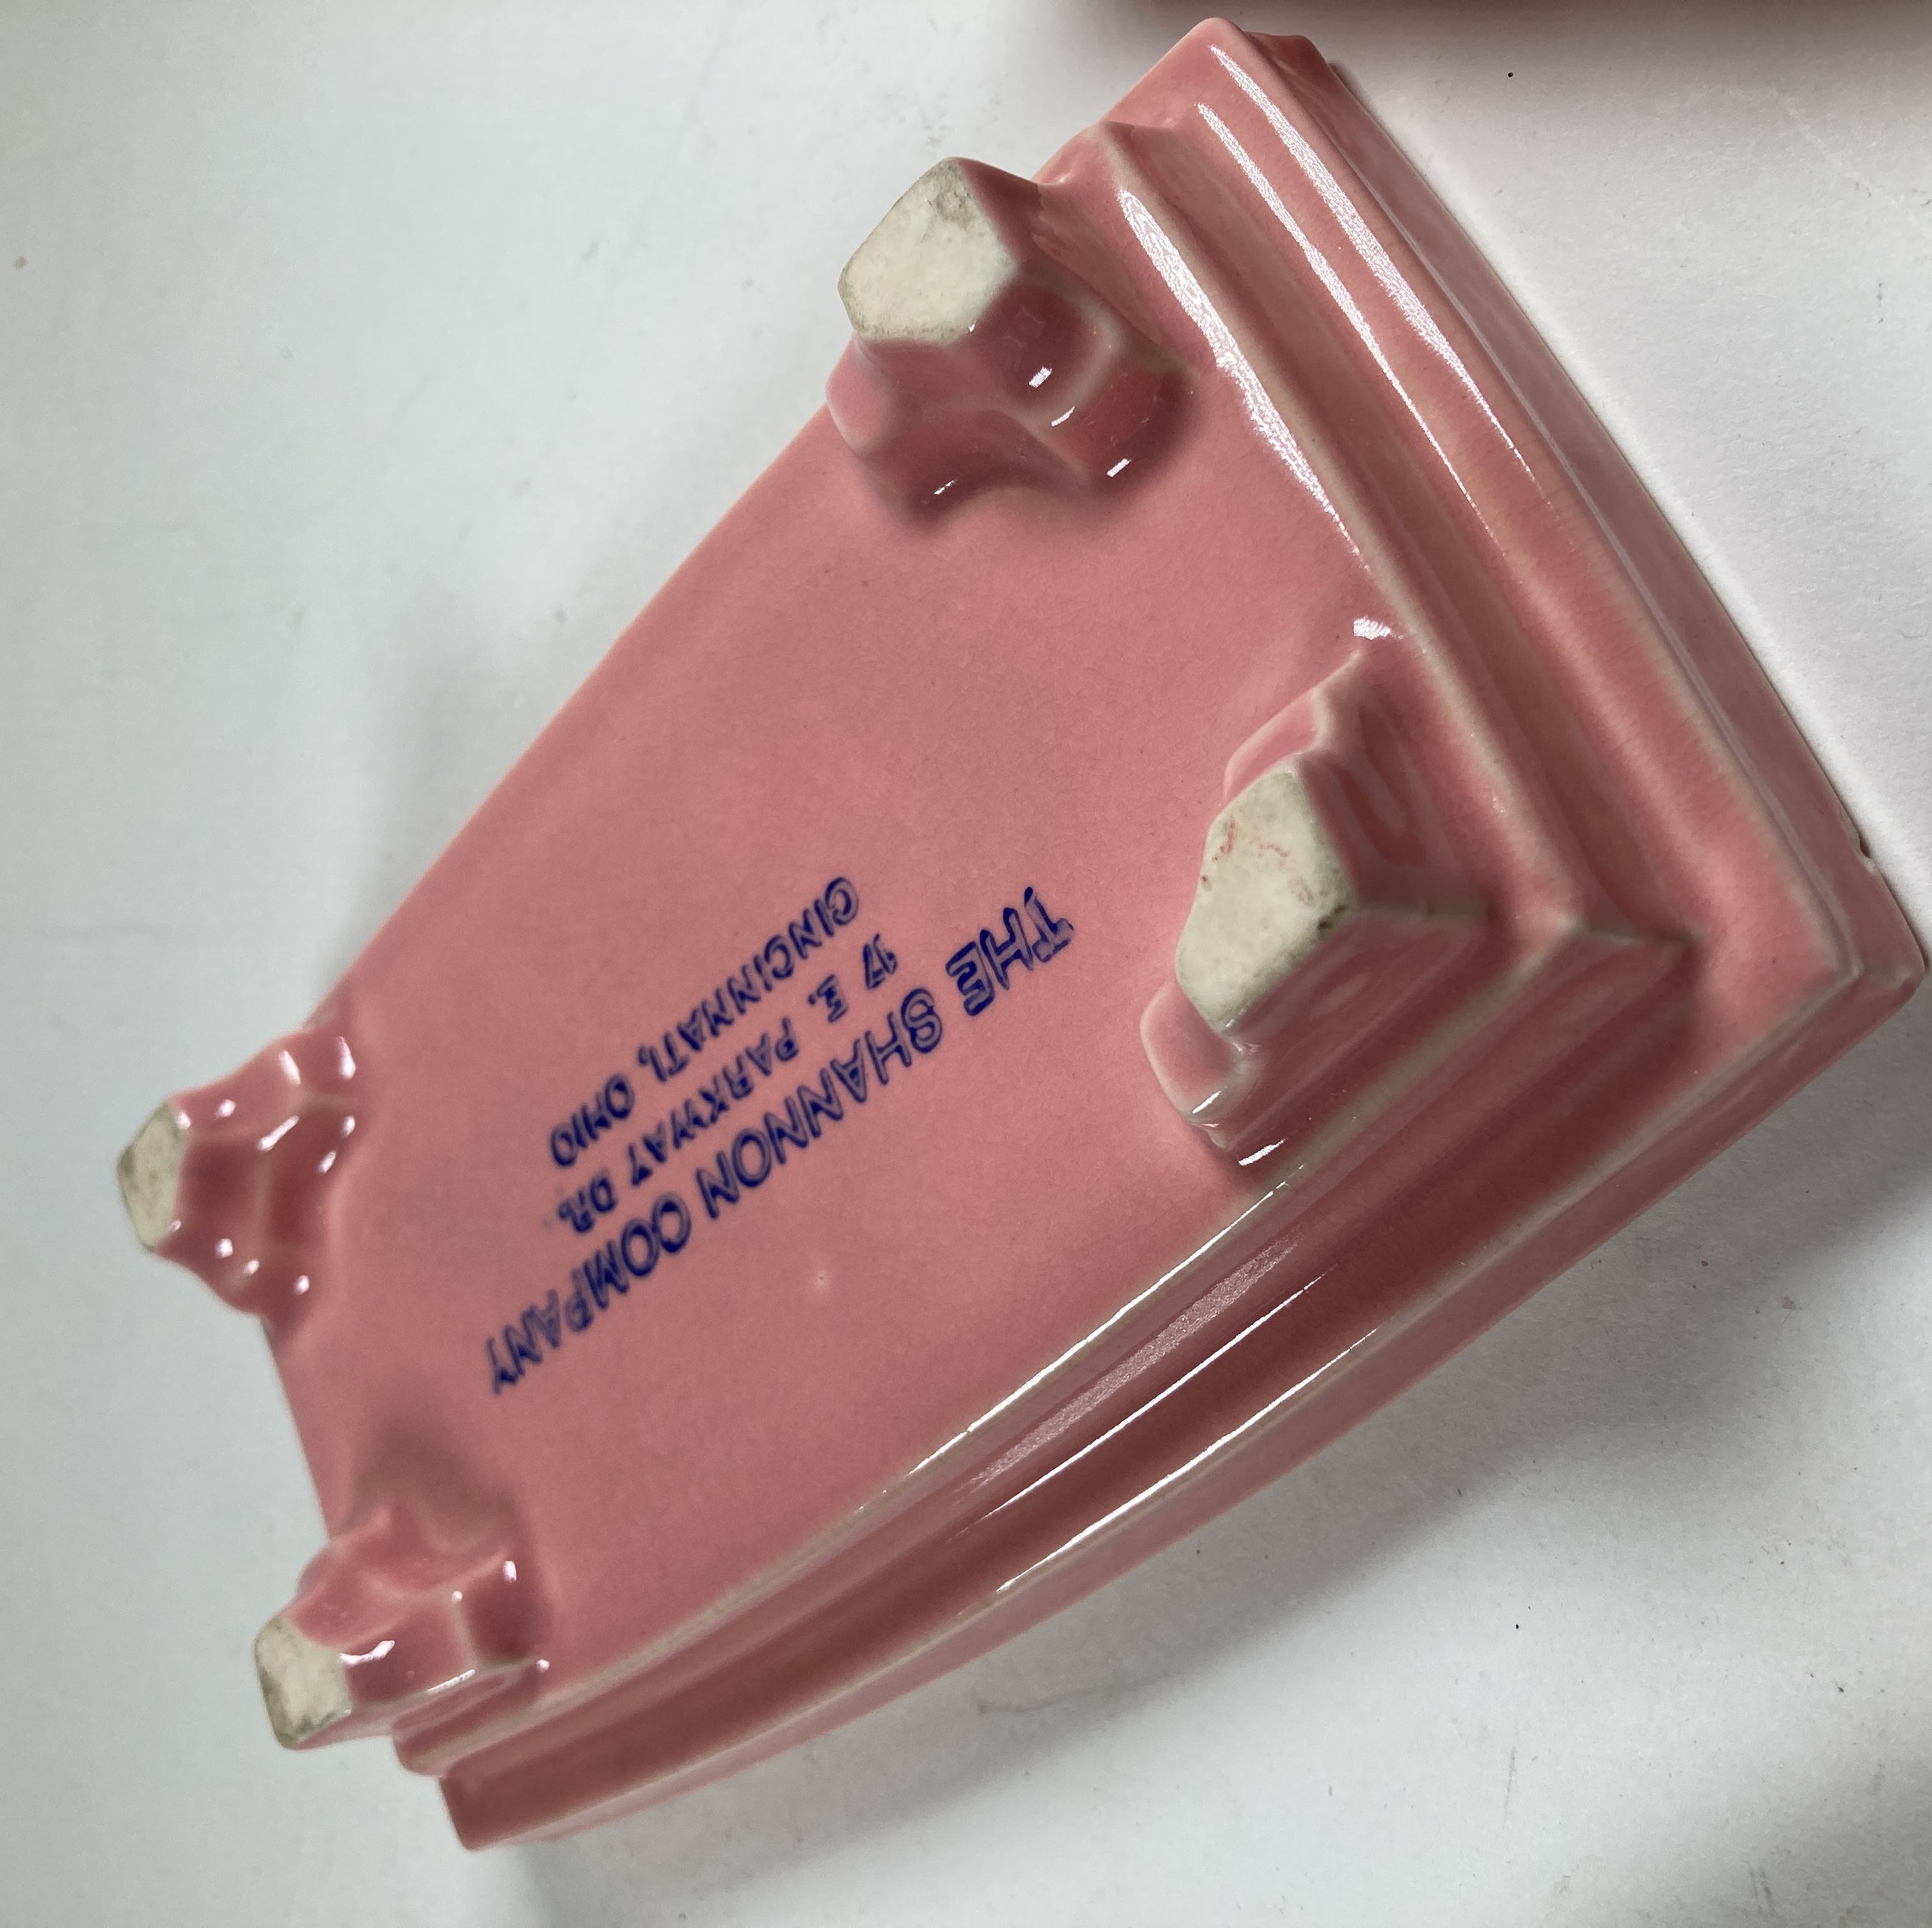 THE SHANNON COMPANY
17 E. PARKWAY DR.
CINCINNATI, OHIO